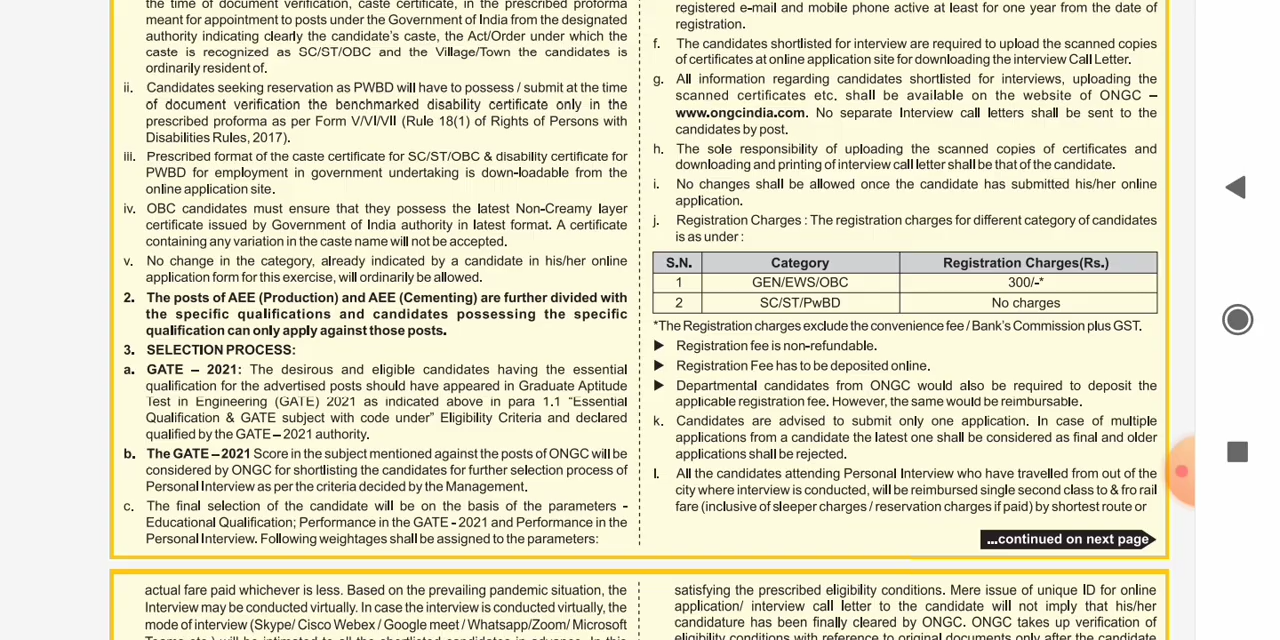 the time of document verification, caste certificate, in the prescribed proforma
meant for appointment to posts under the Government of India from the designated
authority indicating clearly the candidate's caste, the Act/Order under which the
caste is recognized as SC/ST/OBC and the Village/Town the candidates is
ordinarily resident of.
ii. Candidates seeking reservation as PWBD will have to possess / submit at the time
of document verification the benchmarked disability certificate only in the
prescribed proforma as per Form V/VI/VII (Rule 18(1) of Rights of Persons with
Disabilities Rules, 2017).
iii. Prescribed format of the caste certificate for SC/ST/OBC & disability certificate for
PWBD for employment in government undertaking is down-loadable from the
online application site.
iv. OBC candidates must ensure that they possess the latest Non-Creamy layer
certificate issued by Government of India authority in latest format. A certificate
containing any variation in the caste name will not be accepted.
v. No change in the category, already indicated by a candidate in his/her online
application form for this exercise, will ordinarily be allowed.
2. The posts of AEE (Production) and AEE (Cementing) are further divided with
the specific qualifications and candidates possessing the specific
qualification can only apply against those posts.
3. SELECTION PROCESS:
a. GATE – 2021: The desirous and eligible candidates having the essential
qualification for the advertised posts should have appeared in Graduate Aptitude
Test in Engineering (GATE) 2021 as indicated above in para 1.1 "Essential
Qualification & GATE subject with code under" Eligibility Criteria and declared
qualified by the GATE – 2021 authority.
b. The GATE – 2021 Score in the subject mentioned against the posts of ONGC will be
considered by ONGC for shortlisting the candidates for further selection process of
Personal Interview as per the criteria decided by the Management.
c. The final selection of the candidate will be on the basis of the parameters -
Educational Qualification; Performance in the GATE - 2021 and Performance in the
Personal Interview. Following weightages shall be assigned to the parameters:
registered e-mail and mobile phone active at least for one year from the date of
registration.
f. The candidates shortlisted for interview are required to upload the scanned copies
of certificates at online application site for downloading the interview Call Letter.
g. All information regarding candidates shortlisted for interviews, uploading the
scanned certificates etc. shall be available on the website of ONGC –
www.ongcindia.com. No separate Interview call letters shall be sent to the
candidates by post.
h. The sole responsibility of uploading the scanned copies of certificates and
downloading and printing of interview call letter shall be that of the candidate.
i. No changes shall be allowed once the candidate has submitted his/her online
application.
j. Registration Charges : The registration charges for different category of candidates
is as under :
S.N. Category Registration Charges(Rs.)
1 GEN/EWS/OBC 300/-*
2 SC/ST/PwBD No charges
*The Registration charges exclude the convenience fee / Bank's Commission plus GST.
▶ Registration fee is non-refundable.
▶ Registration Fee has to be deposited online.
▶ Departmental candidates from ONGC would also be required to deposit the
applicable registration fee. However, the same would be reimbursable.
k. Candidates are advised to submit only one application. In case of multiple
applications from a candidate the latest one shall be considered as final and older
applications shall be rejected.
l. All the candidates attending Personal Interview who have travelled from out of the
city where interview is conducted, will be reimbursed single second class to & fro rail
fare (inclusive of sleeper charges / reservation charges if paid) by shortest route or
...continued on next page
actual fare paid whichever is less. Based on the prevailing pandemic situation, the
Interview may be conducted virtually. In case the interview is conducted virtually, the
mode of interview (Skype/ Cisco Webex / Google meet / Whatsapp/Zoom/ Microsoft
Teams etc.) will be intimated to all the shortlisted candidates in advance. In this
satisfying the prescribed eligibility conditions. Mere issue of unique ID for online
application/ interview call letter to the candidate will not imply that his/her
candidature has been finally cleared by ONGC. ONGC takes up verification of
eligibility conditions with reference to original documents only after the candidate